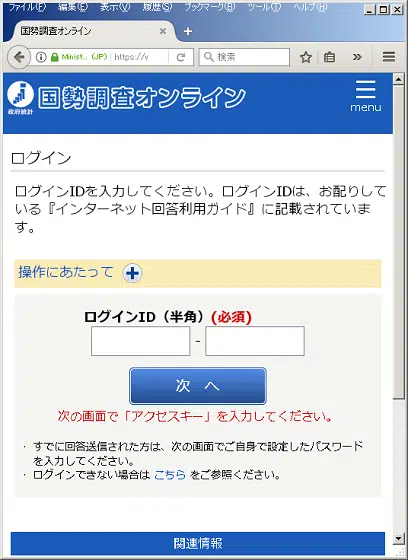 ファイル(F) 編集(E) 表示(V) 履歴(S) ブックマーク(B) ツール(T) ヘルプ(H)
国勢調査オンライン
Minist... (JP) https://v 検索
政府統計
国勢調査オンライン
menu
ログイン
ログインIDを入力してください。ログインIDは、お配りして
いる『インターネット回答利用ガイド』に記載されていま
す。
操作にあたって
ログインID（半角）(必須)
-
次 へ
次の画面で「アクセスキー」を入力してください。
・ すでに回答送信された方は、次の画面でご自身で設定したパスワード
を入力してください。
・ ログインできない場合は こちら をご参照ください。
関連情報